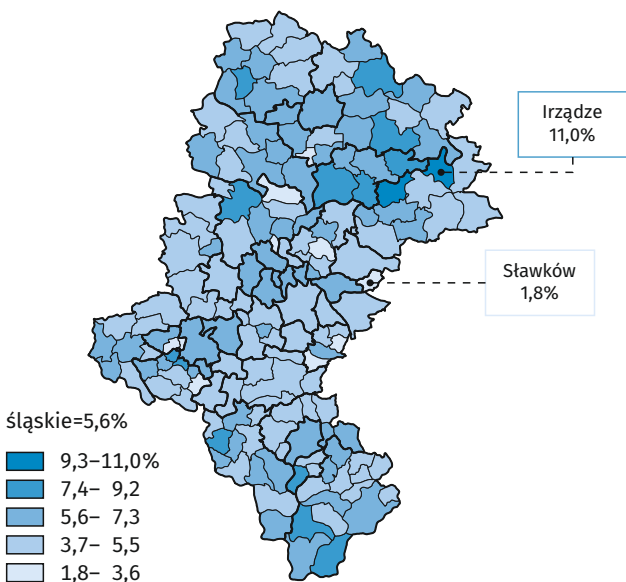 Irządze
11,0%
Sławków
1,8%
śląskie=5,6%
9,3–11,0%
7,4– 9,2
5,6– 7,3
3,7– 5,5
1,8– 3,6